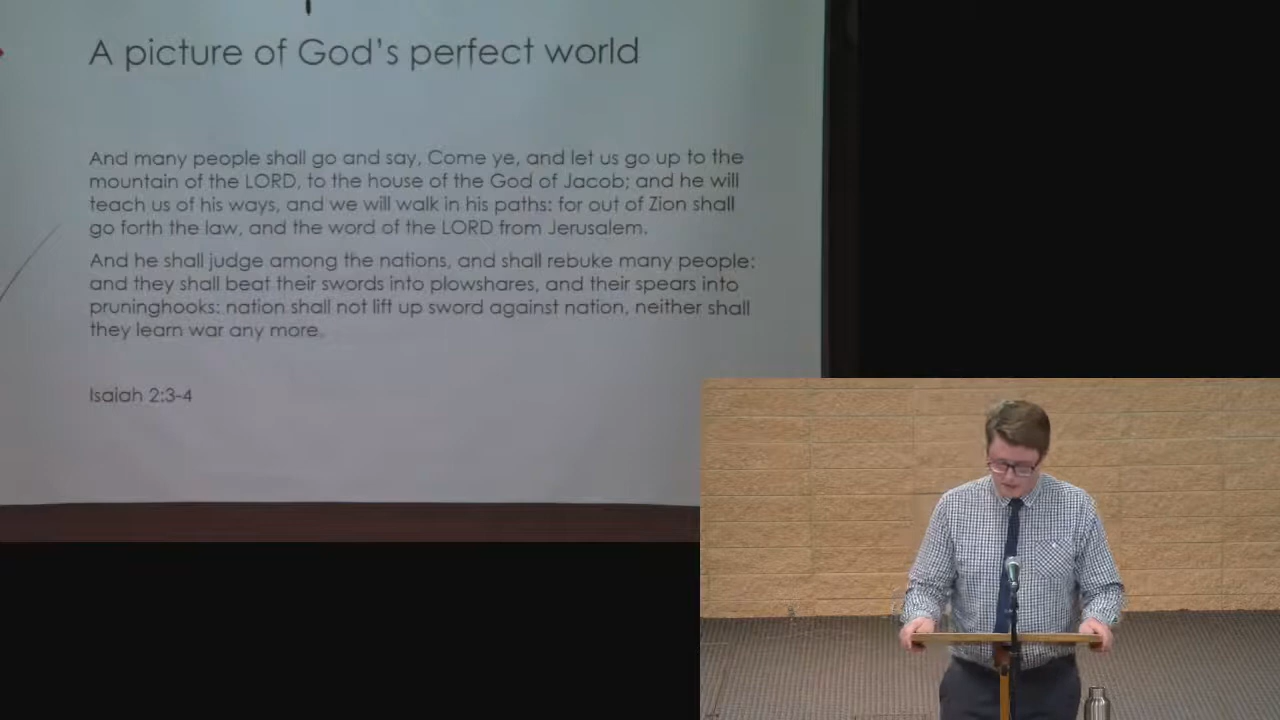 A picture of God's perfect world
And many people shall go and say, Come ye, and let us go up to the
mountain of the LORD, to the house of the God of Jacob; and he will
teach us of his ways, and we will walk in his paths: for out of Zion shall
go forth the law, and the word of the LORD from Jerusalem.
And he shall judge among the nations, and shall rebuke many people:
and they shall beat their swords into plowshares, and their spears into
pruninghooks: nation shall not lift up sword against nation, neither shall
they learn war any more.
Isaiah 2:3-4